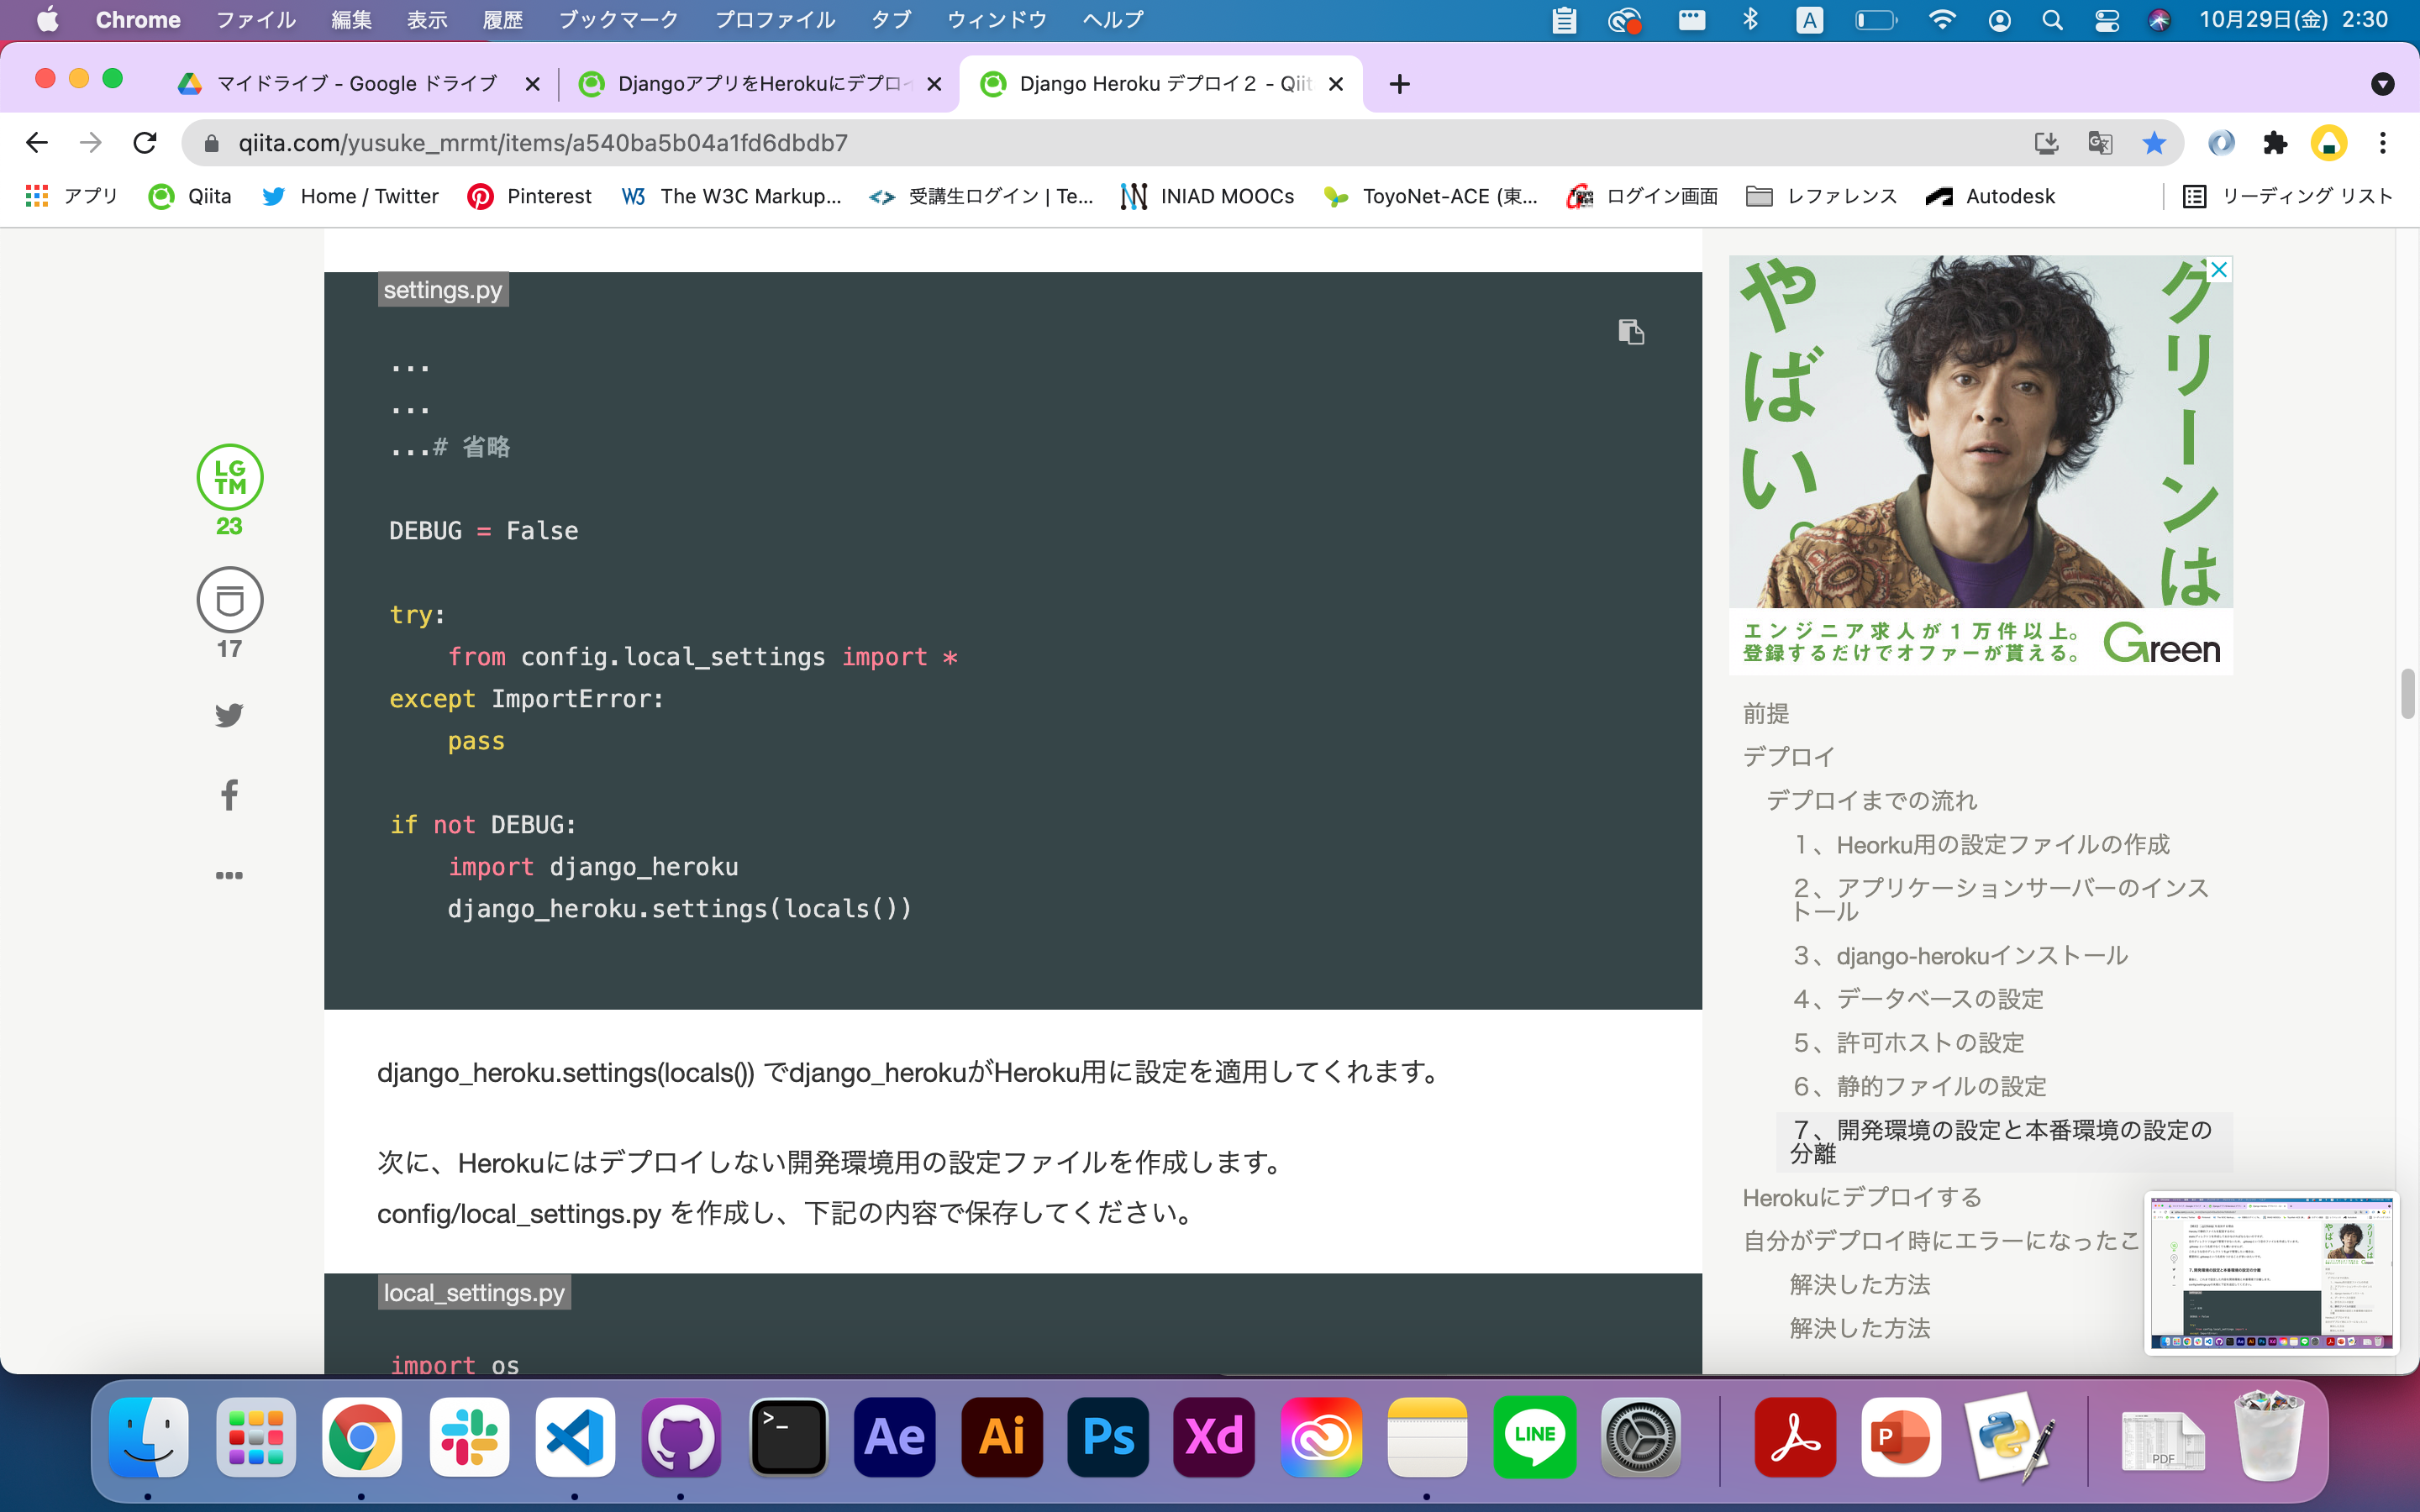 Chrome ファイル 編集 表示 履歴 ブックマーク プロファイル タブ ウィンドウ ヘルプ
A 10月29日(金) 2:30
マイドライブ - Google ドライブ
DjangoアプリをHerokuにデプロイ
Django Heroku デプロイ２ - Qiit
qiita.com/yusuke_mrmt/items/a540ba5b04a1fd6dbdb7
アプリ Qiita Home / Twitter Pinterest W3 The W3C Markup... 受講生ログイン | Te... INIAD MOOCs ToyoNet-ACE (東... ログイン画面 レファレンス Autodesk リーディング リスト
LG
TM
23
17
settings.py
...
...
...# 省略
DEBUG = False
try:
from config.local_settings import *
except ImportError:
pass
if not DEBUG:
import django_heroku
django_heroku.settings(locals())
django_heroku.settings(locals()) でdjango_herokuがHeroku用に設定を適用してくれます。
次に、Herokuにはデプロイしない開発環境用の設定ファイルを作成します。
config/local_settings.py を作成し、下記の内容で保存してください。
local_settings.py
import os
グリーンは
やばい。
エンジニア求人が１万件以上。
登録するだけでオファーが貰える。
Green
前提
デプロイ
デプロイまでの流れ
１、Heorku用の設定ファイルの作成
２、アプリケーションサーバーのインス
トール
３、django-herokuインストール
４、データベースの設定
５、許可ホストの設定
６、静的ファイルの設定
７、開発環境の設定と本番環境の設定の
分離
Herokuにデプロイする
自分がデプロイ時にエラーになったこ
解決した方法
解決した方法
>_
Ae
Ai
Ps
Xd
LINE
P
PDF